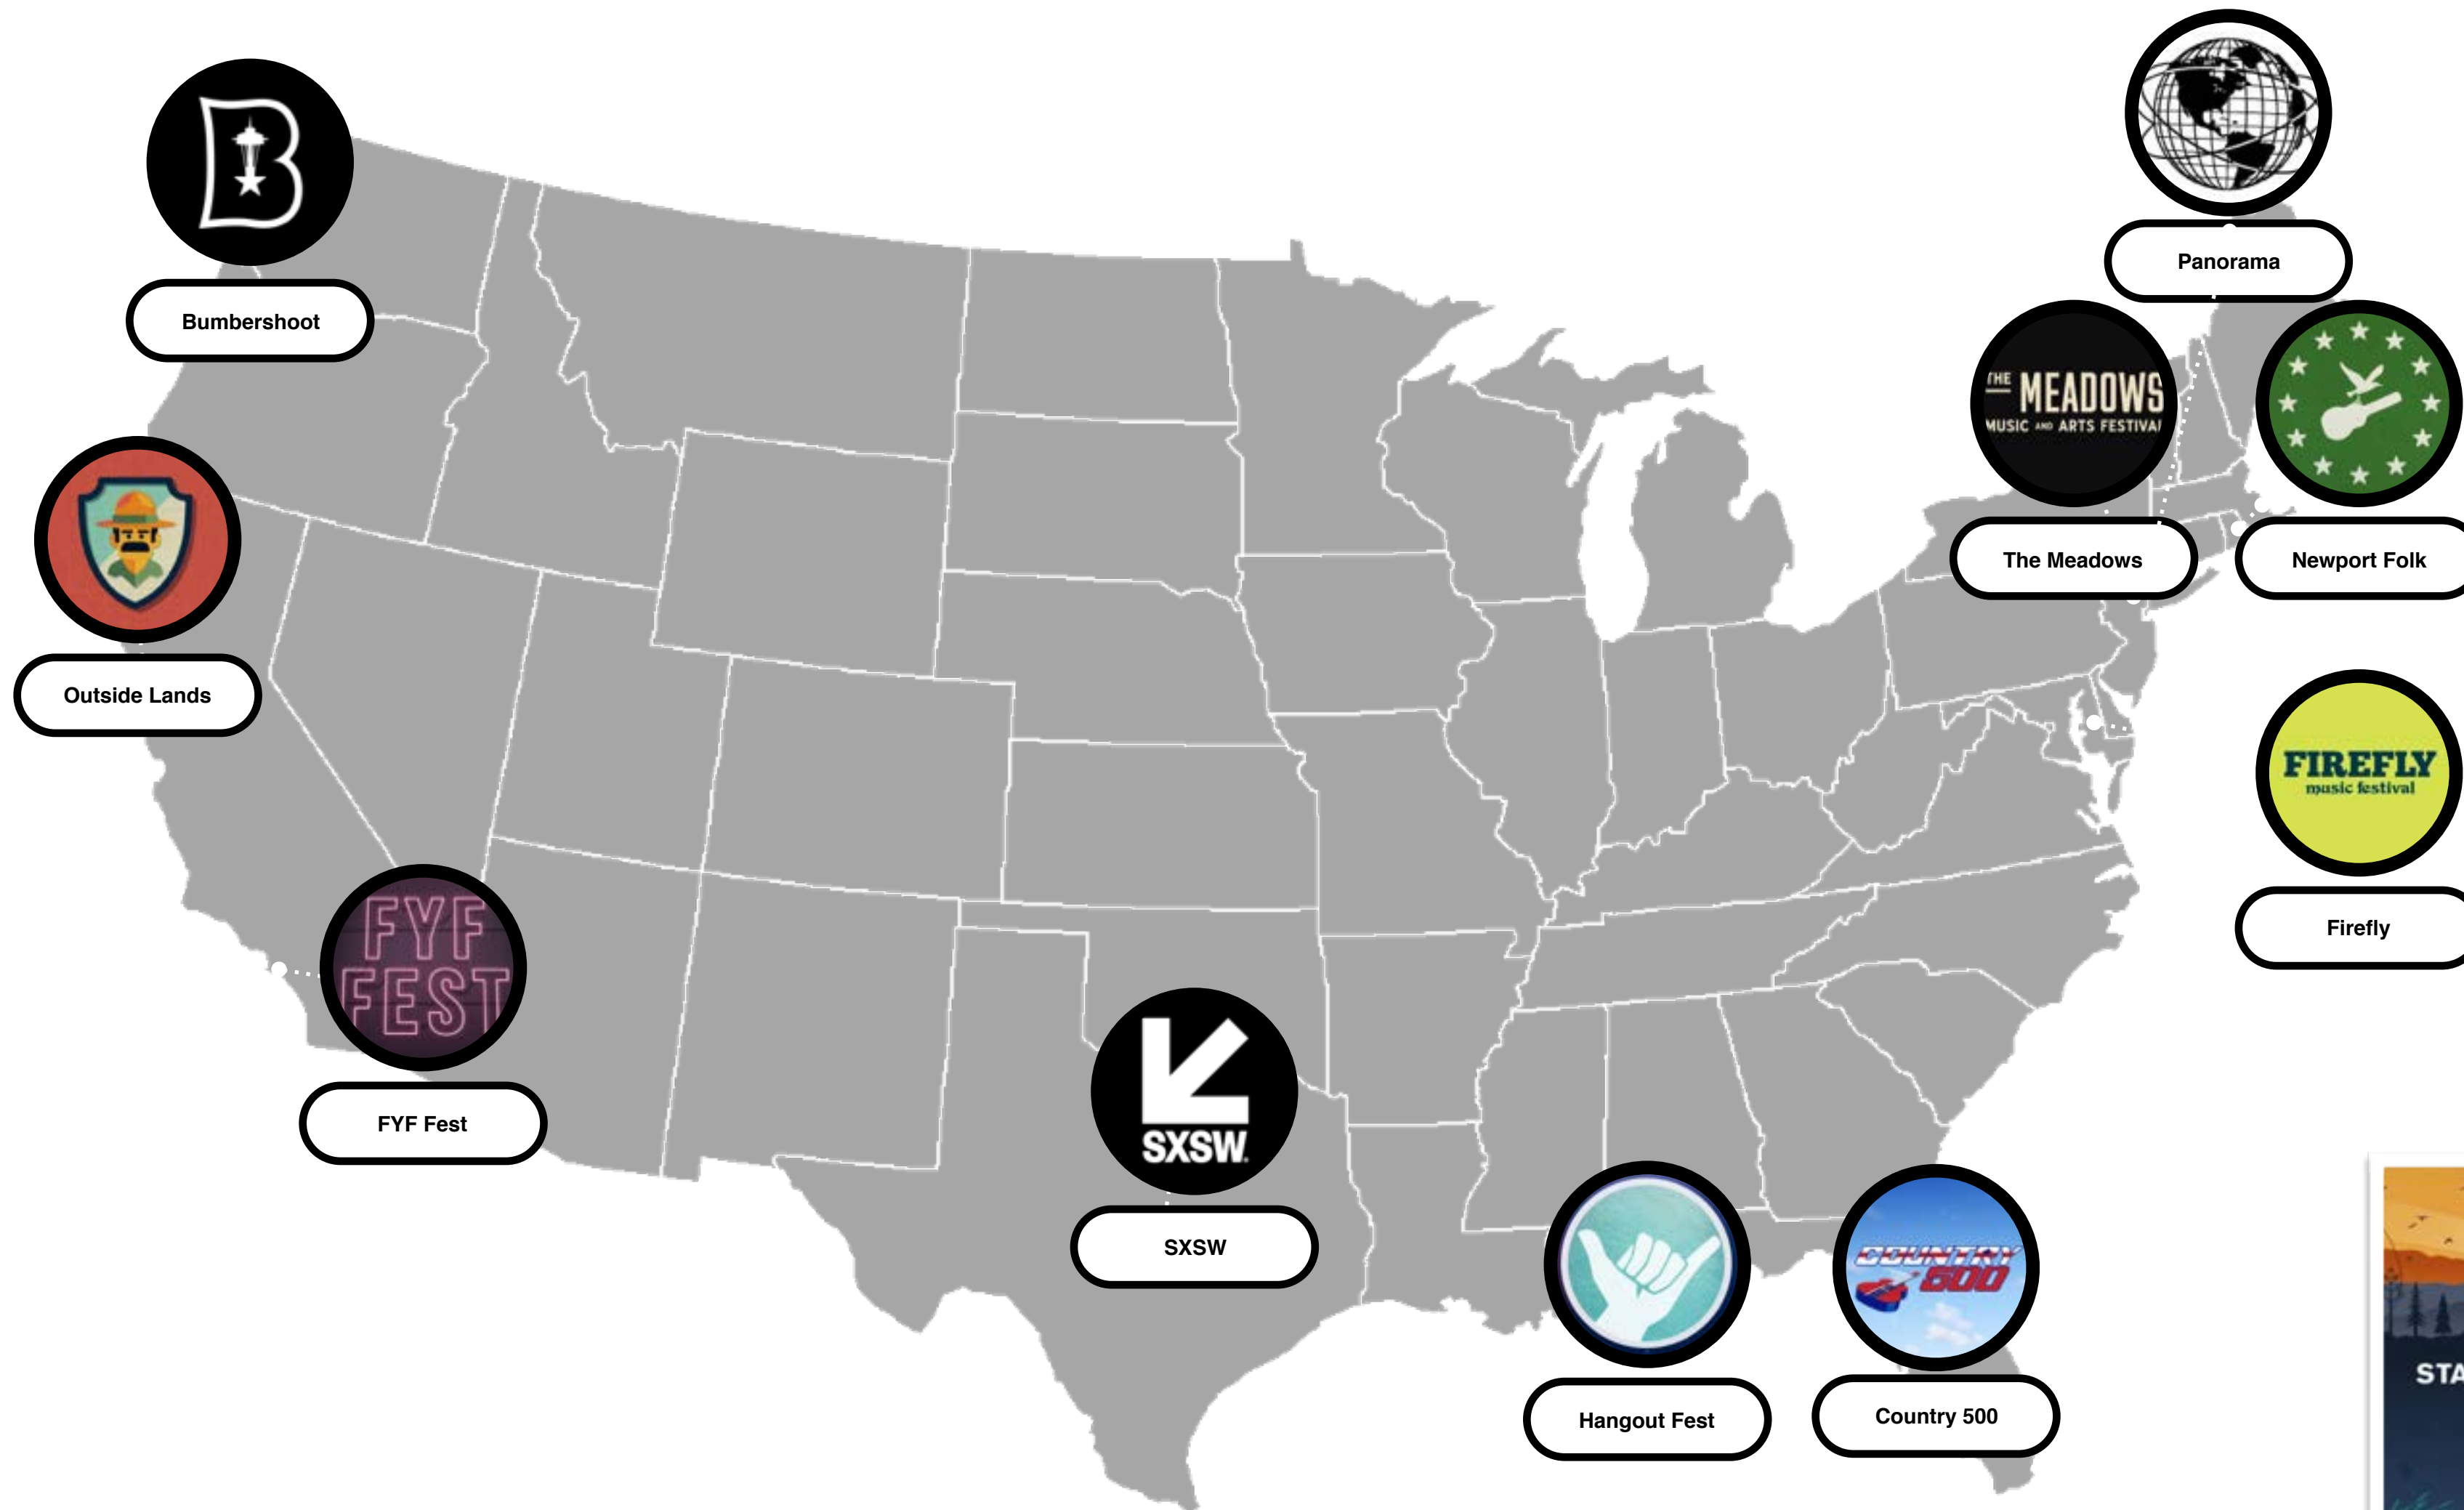 Panorama
B
Bumbershoot
THE MEADOWS
MUSIC AND ARTS FESTIVAL
The Meadows
Newport Folk
Outside Lands
FIREFLY
music festival
Firefly
FYF
FEST
FYF Fest
SXSW.
SXSW
Hangout Fest
COUNTRY
500
Country 500
STA